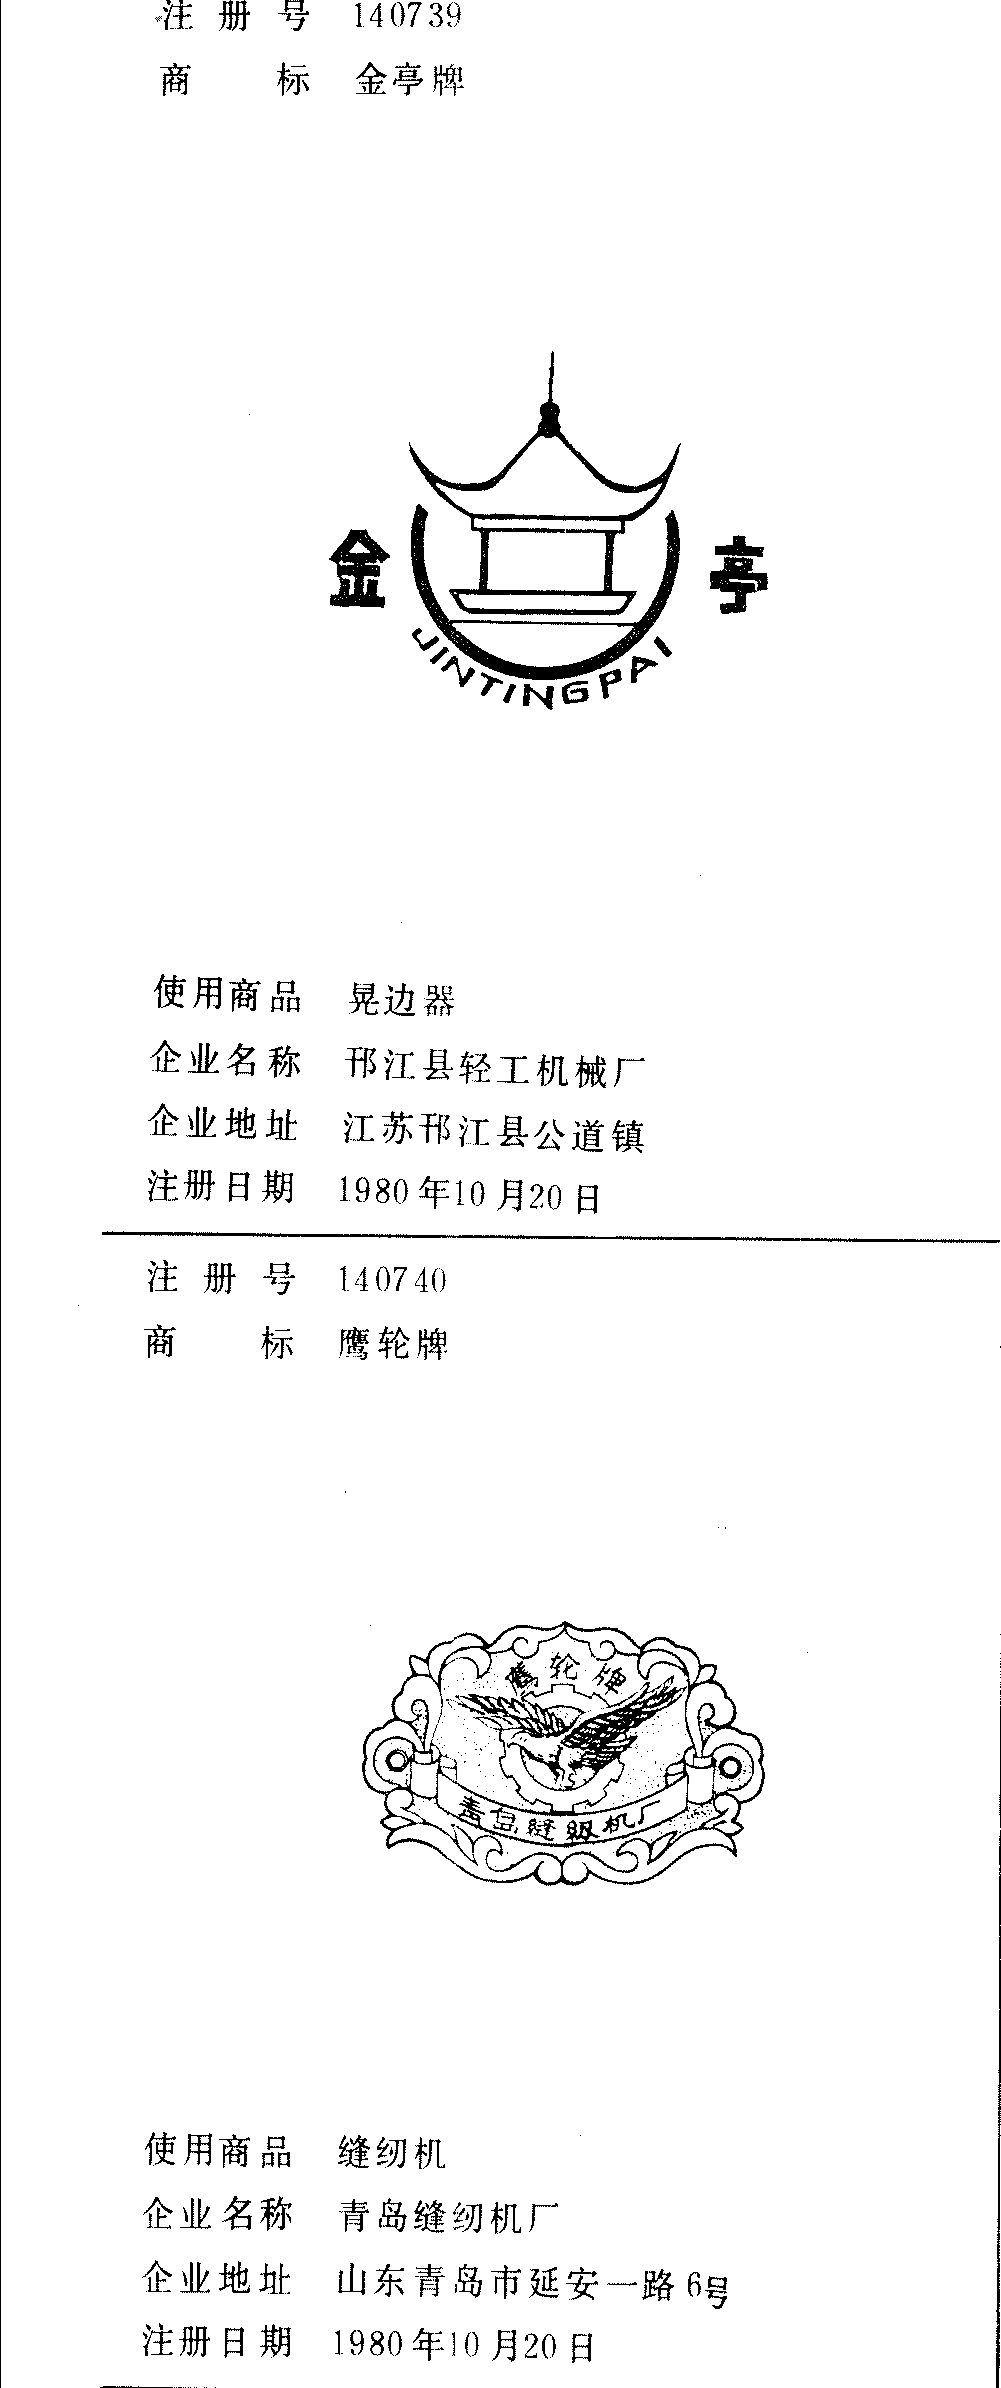 注册号 140739
商标 金亭牌
金 亭
JINTINGPAI
使用商品 晃边器
企业名称 邗江县轻工机械厂
企业地址 江苏邗江县公道镇
注册日期 1980年10月20日
注册号 140740
商标 鹰轮牌
鹰轮牌
青岛缝纫机厂
使用商品 缝纫机
企业名称 青岛缝纫机厂
企业地址 山东青岛市延安一路6号
注册日期 1980年10月20日